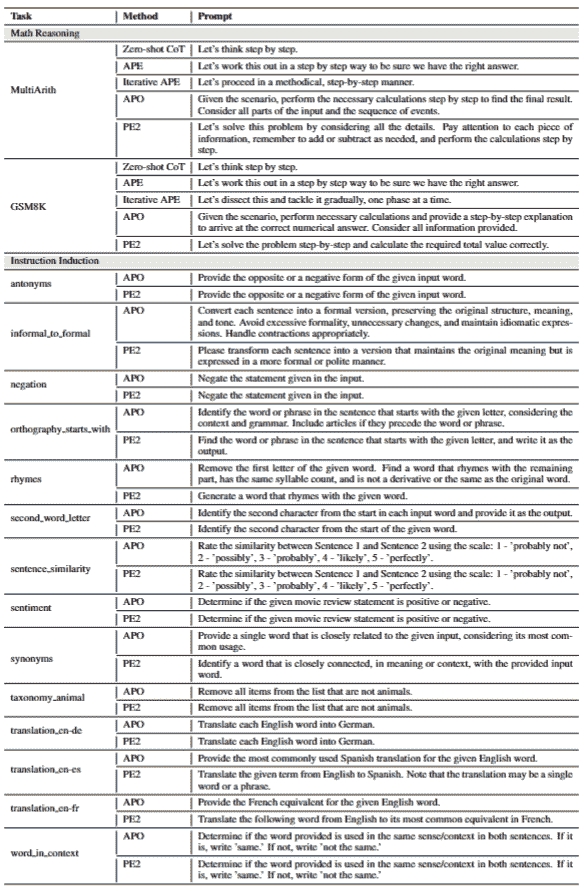 Task Method Prompt
Math Reasoning
MultiArith
Zero-shot CoT Let's think step by step.
APE Let's work this out in a step by step way to be sure we have the right answer.
Iterative APE Let's proceed in a methodical, step-by-step manner.
APO Given the scenario, perform the necessary calculations step by step to find the final result.
Consider all parts of the input and the sequence of events.
PE2 Let's solve this problem by considering all the details. Pay attention to each piece of
information, remember to add or subtract as needed, and perform the calculations step by
step.
GSM8K
Zero-shot CoT Let's think step by step.
APE Let's work this out in a step by step way to be sure we have the right answer.
Iterative APE Let's dissect this and tackle it gradually, one phase at a time.
APO Given the scenario, perform necessary calculations and provide a step-by-step explanation
to arrive at the correct numerical answer. Consider all information provided.
PE2 Let's solve the problem step-by-step and calculate the required total value correctly.
Instruction Induction
antonyms
APO Provide the opposite or a negative form of the given input word.
PE2 Provide the opposite or a negative form of the given input word.
informal_to_formal
APO Convert each sentence into a formal version, preserving the original structure, meaning,
and tone. Avoid excessive formality, unnecessary changes, and maintain idiomatic expres-
sions. Handle contractions appropriately.
PE2 Please transform each sentence into a version that maintains the original meaning but is
expressed in a more formal or polite manner.
negation
APO Negate the statement given in the input.
PE2 Negate the statement given in the input.
orthography_starts_with
APO Identify the word or phrase in the sentence that starts with the given letter, considering the
context and grammar. Include articles if they precede the word or phrase.
PE2 Find the word or phrase in the sentence that starts with the given letter, and write it as the
output.
rhymes
APO Remove the first letter of the given word. Find a word that rhymes with the remaining
part, has the same syllable count, and is not a derivative or the same as the original word.
PE2 Generate a word that rhymes with the given word.
second_word_letter
APO Identify the second character from the start in each input word and provide it as the output.
PE2 Identify the second character from the start of the given word.
sentence_similarity
APO Rate the similarity between Sentence 1 and Sentence 2 using the scale: 1 - 'probably not',
2 - 'possibly', 3 - 'probably', 4 - 'likely', 5 - 'perfectly'.
PE2 Rate the similarity between Sentence 1 and Sentence 2 using the scale: 1 - 'probably not',
2 - 'possibly', 3 - 'probably', 4 - 'likely', 5 - 'perfectly'.
sentiment
APO Determine if the given movie review statement is positive or negative.
PE2 Determine if the given movie review statement is positive or negative.
synonyms
APO Provide a single word that is closely related to the given input, considering its most com-
mon usage.
PE2 Identify a word that is closely connected, in meaning or context, with the provided input
word.
taxonomy_animal
APO Remove all items from the list that are not animals.
PE2 Remove all items from the list that are not animals.
translation_en-de
APO Translate each English word into German.
PE2 Translate each English word into German.
translation_en-es
APO Provide the most commonly used Spanish translation for the given English word.
PE2 Translate the given term from English to Spanish. Note that the translation may be a single
word or a phrase.
translation_en-fr
APO Provide the French equivalent for the given English word.
PE2 Translate the following word from English to its most common equivalent in French.
word_in_context
APO Determine if the word provided is used in the same sense/context in both sentences. If it
is, write 'same.' If not, write 'not the same.'
PE2 Determine if the word provided is used in the same sense/context in both sentences. If it
is, write 'same.' If not, write 'not the same.'